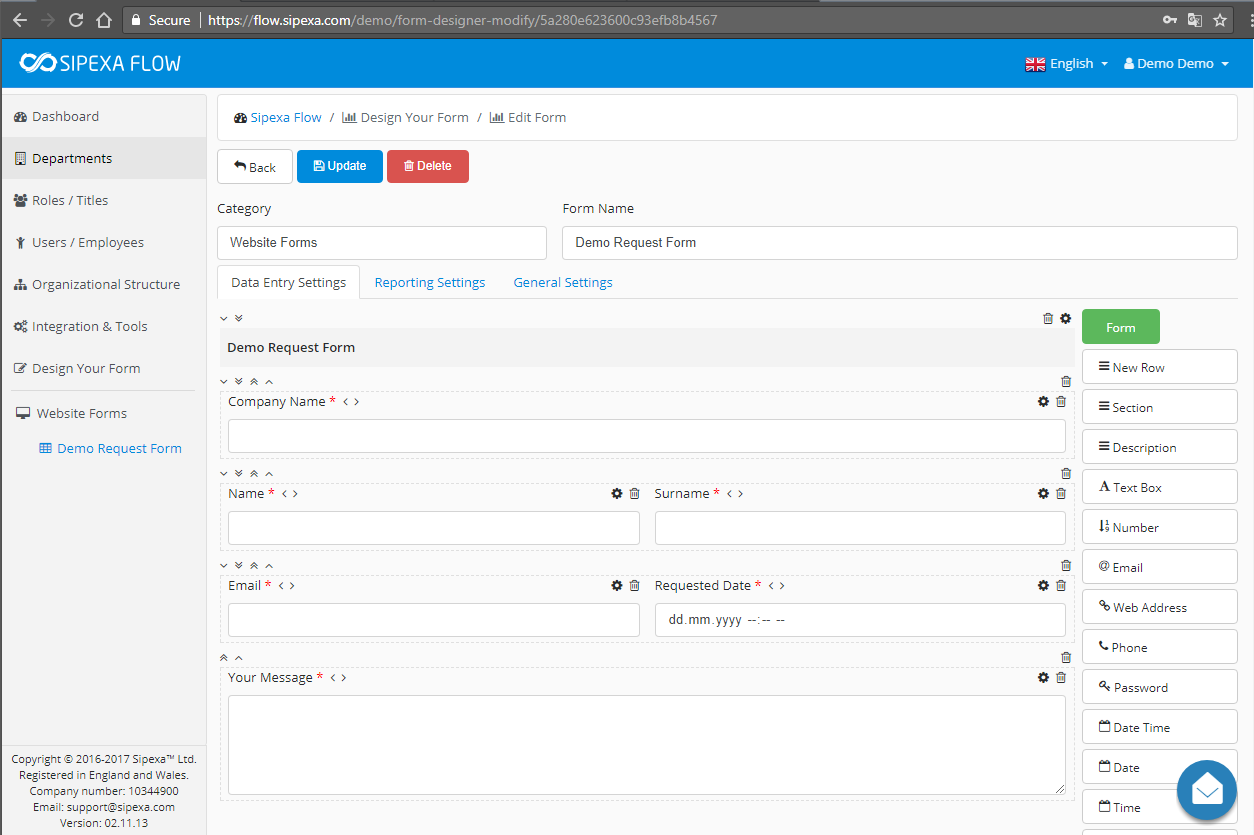 Secure | https://flow.sipexa.com/demo/form-designer-modify/5a280e623600c93efb8b4567
SIPEXA FLOW
English
Demo Demo
Dashboard
Departments
Roles / Titles
Users / Employees
Organizational Structure
Integration & Tools
Design Your Form
Website Forms
Demo Request Form
Copyright © 2016-2017 Sipexa™ Ltd.
Registered in England and Wales.
Company number: 10344900
Email: support@sipexa.com
Version: 02.11.13
Sipexa Flow / Design Your Form / Edit Form
Back Update Delete
Category Form Name
Website Forms Demo Request Form
Data Entry Settings Reporting Settings General Settings
Demo Request Form
Company Name * < >
Name * < > Surname * < >
Email * < > Requested Date * < >
dd.mm.yyyy --:-- --
Your Message * < >
Form
New Row
Section
Description
Text Box
Number
Email
Web Address
Phone
Password
Date Time
Date
Time